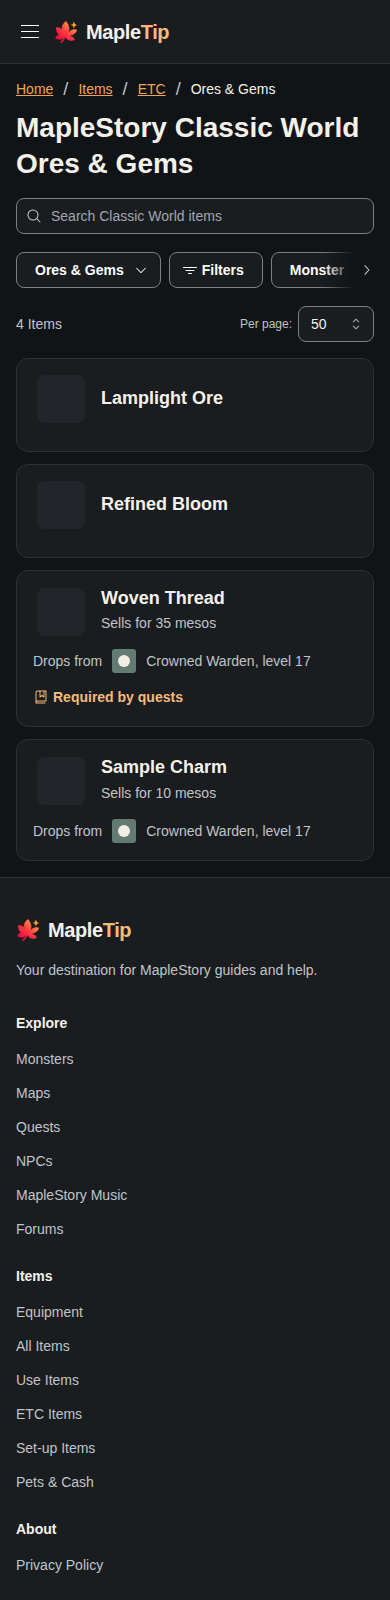 MapleTip
Home / Items / ETC / Ores & Gems
MapleStory Classic World
Ores & Gems
Search Classic World items
Ores & Gems Filters Monster
4 Items Per page: 50
Lamplight Ore
Refined Bloom
Woven Thread
Sells for 35 mesos
Drops from Crowned Warden, level 17
Required by quests
Sample Charm
Sells for 10 mesos
Drops from Crowned Warden, level 17
MapleTip
Your destination for MapleStory guides and help.
Explore
Monsters
Maps
Quests
NPCs
MapleStory Music
Forums
Items
Equipment
All Items
Use Items
ETC Items
Set-up Items
Pets & Cash
About
Privacy Policy